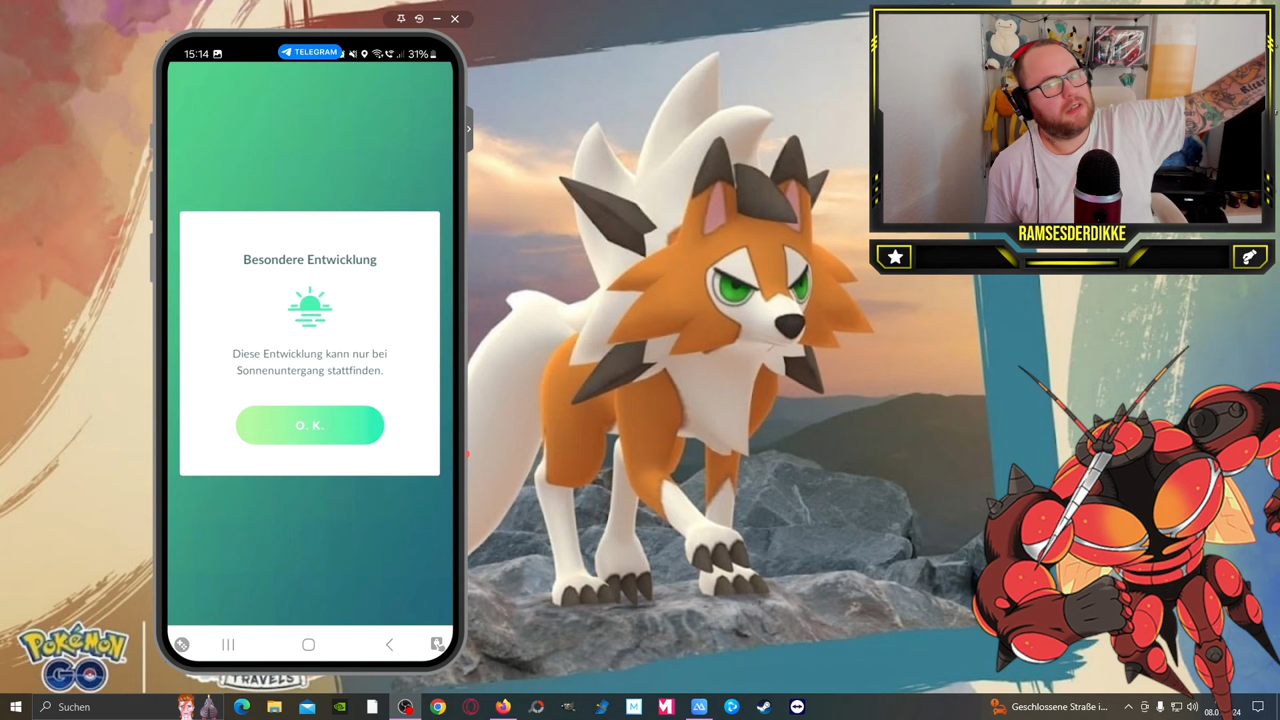 15:14
TELEGRAM
31%
RAMSESDERDIKKE
Besondere Entwicklung
Diese Entwicklung kann nur bei
Sonnenuntergang stattfinden.
O. K.
POKÉMON
GO
TRAVELS
Suchen
Geschlossene Straße i...